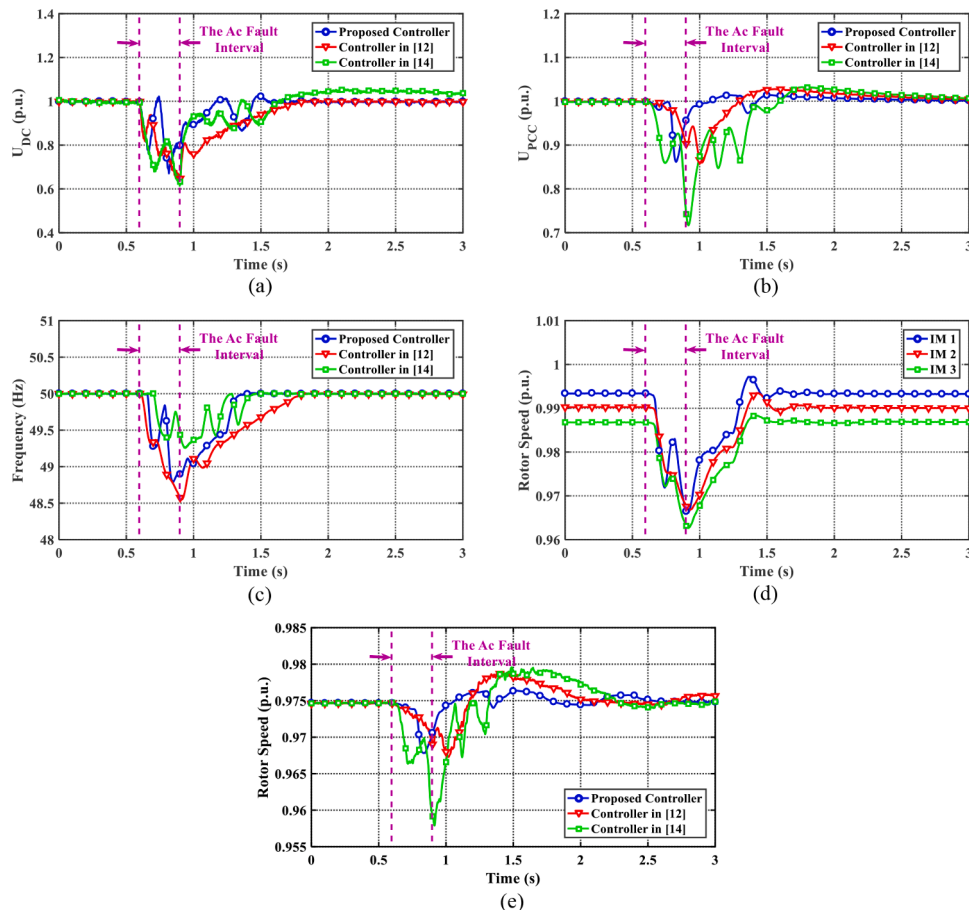 The Ac Fault
Interval
Proposed Controller
Controller in [12]
Controller in [14]
U_DC (p.u.)
1.4
1.2
1
0.8
0.6
0.4
0
0.5
1
1.5
2
2.5
3
Time (s)
(a)
The Ac Fault
Interval
Proposed Controller
Controller in [12]
Controller in [14]
U_PCC (p.u.)
1.2
1.1
1
0.9
0.8
0.7
0
0.5
1
1.5
2
2.5
3
Time (s)
(b)
The Ac Fault
Interval
Proposed Controller
Controller in [12]
Controller in [14]
Frequency (Hz)
51
50.5
50
49.5
49
48.5
48
0
0.5
1
1.5
2
2.5
3
Time (s)
(c)
The Ac Fault
Interval
IM 1
IM 2
IM 3
Rotor Speed (p.u.)
1.01
1
0.99
0.98
0.97
0.96
0
0.5
1
1.5
2
2.5
3
Time (s)
(d)
The Ac Fault
Interval
Proposed Controller
Controller in [12]
Controller in [14]
Rotor Speed (p.u.)
0.985
0.98
0.975
0.97
0.965
0.96
0.955
0
0.5
1
1.5
2
2.5
3
Time (s)
(e)